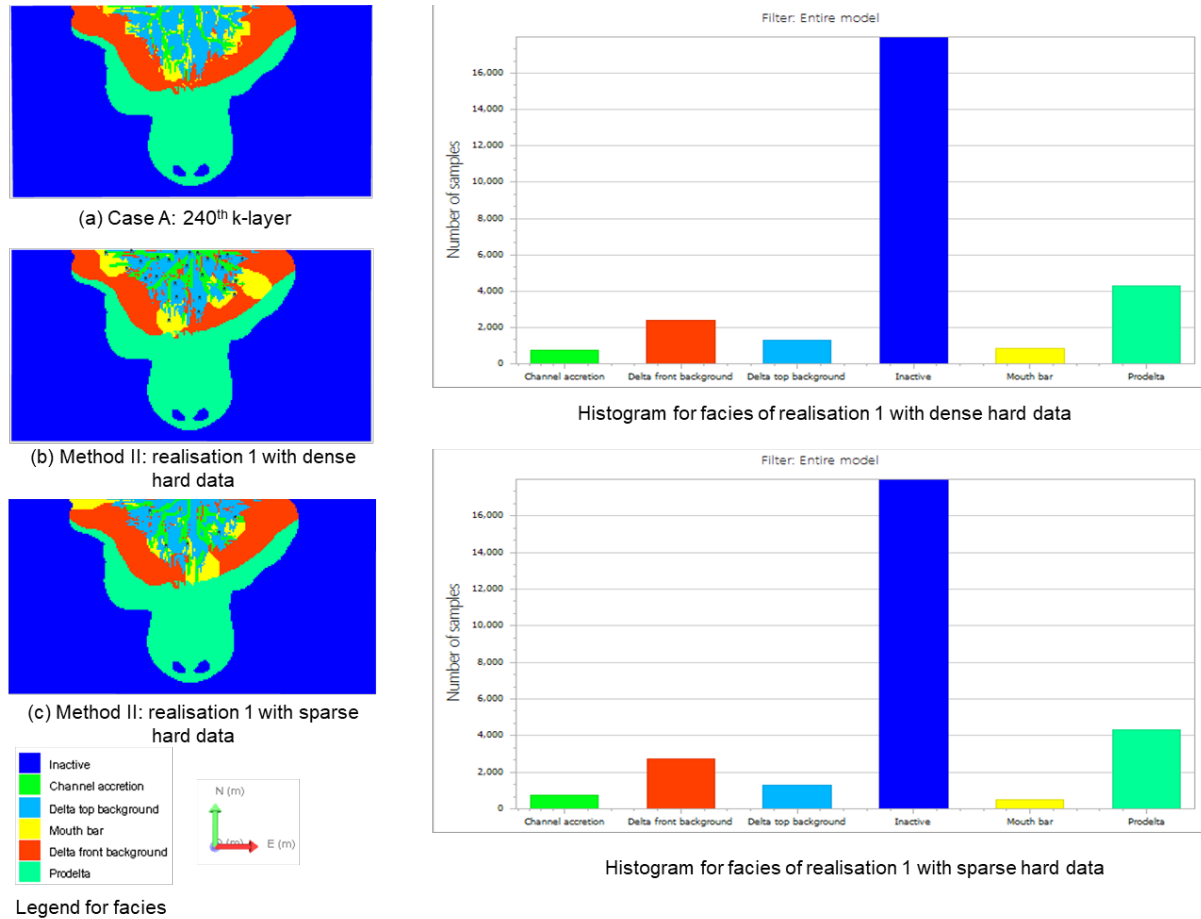 (a) Case A: 240th k-layer
(b) Method II: realisation 1 with dense
hard data
(c) Method II: realisation 1 with sparse
hard data
Inactive
Channel accretion
Delta top background
Mouth bar
Delta front background
Prodelta
Legend for facies
N (m)
E (m)
Filter: Entire model
Number of samples
16,000
14,000
12,000
10,000
8,000
6,000
4,000
2,000
0
Channel accretion
Delta front background
Delta top background
Inactive
Mouth bar
Prodelta
Histogram for facies of realisation 1 with dense hard data
Filter: Entire model
Number of samples
16,000
14,000
12,000
10,000
8,000
6,000
4,000
2,000
0
Channel accretion
Delta front background
Delta top background
Inactive
Mouth bar
Prodelta
Histogram for facies of realisation 1 with sparse hard data